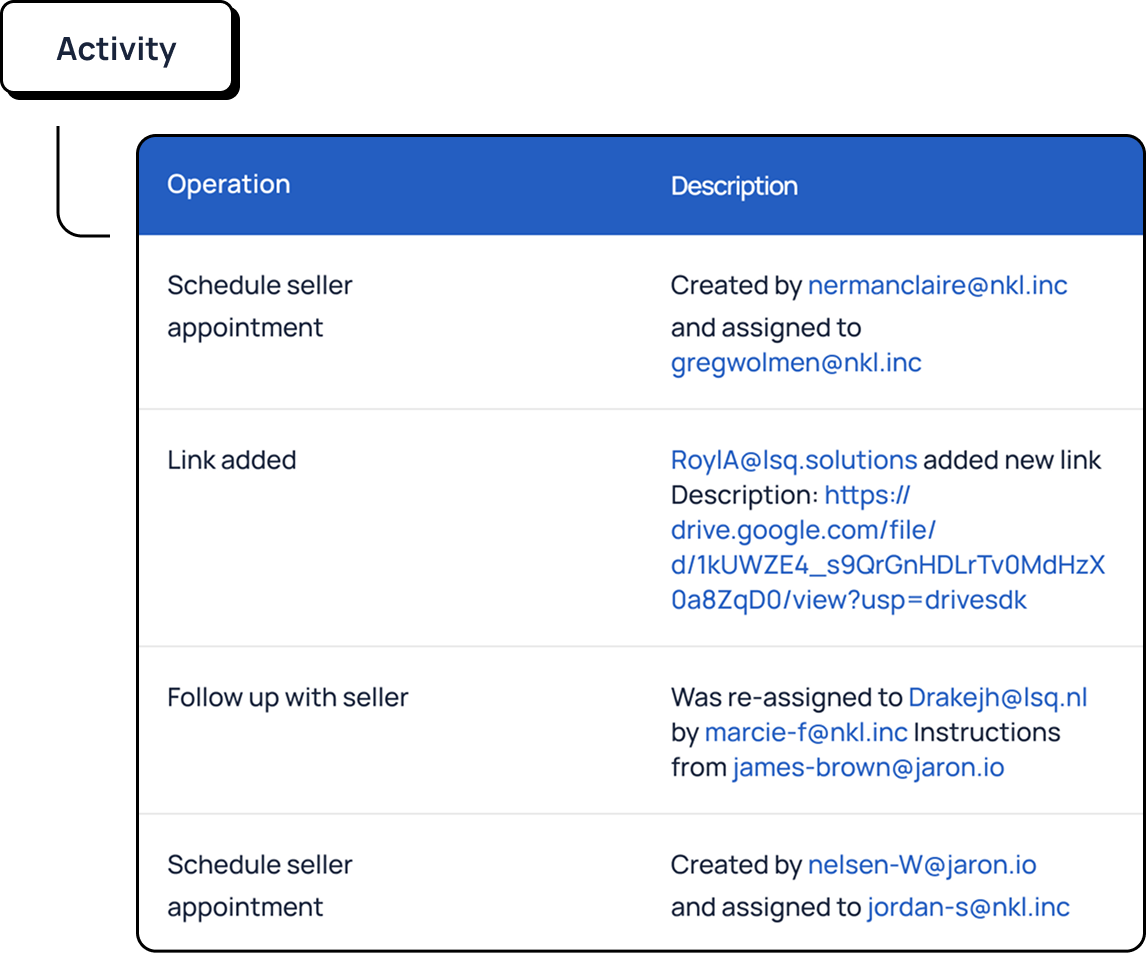 Activity
Operation Description
Schedule seller
appointment
Created by nermanclaire@nkl.inc
and assigned to
gregwolmen@nkl.inc
Link added
RoylA@lsq.solutions added new link
Description: https://
drive.google.com/file/
d/1kUWZE4_s9QrGnHDLrTv0MdHzX
0a8ZqD0/view?usp=drivesdk
Follow up with seller
Was re-assigned to Drakejh@lsq.nl
by marcie-f@nkl.inc Instructions
from james-brown@jaron.io
Schedule seller
appointment
Created by nelsen-W@jaron.io
and assigned to jordan-s@nkl.inc